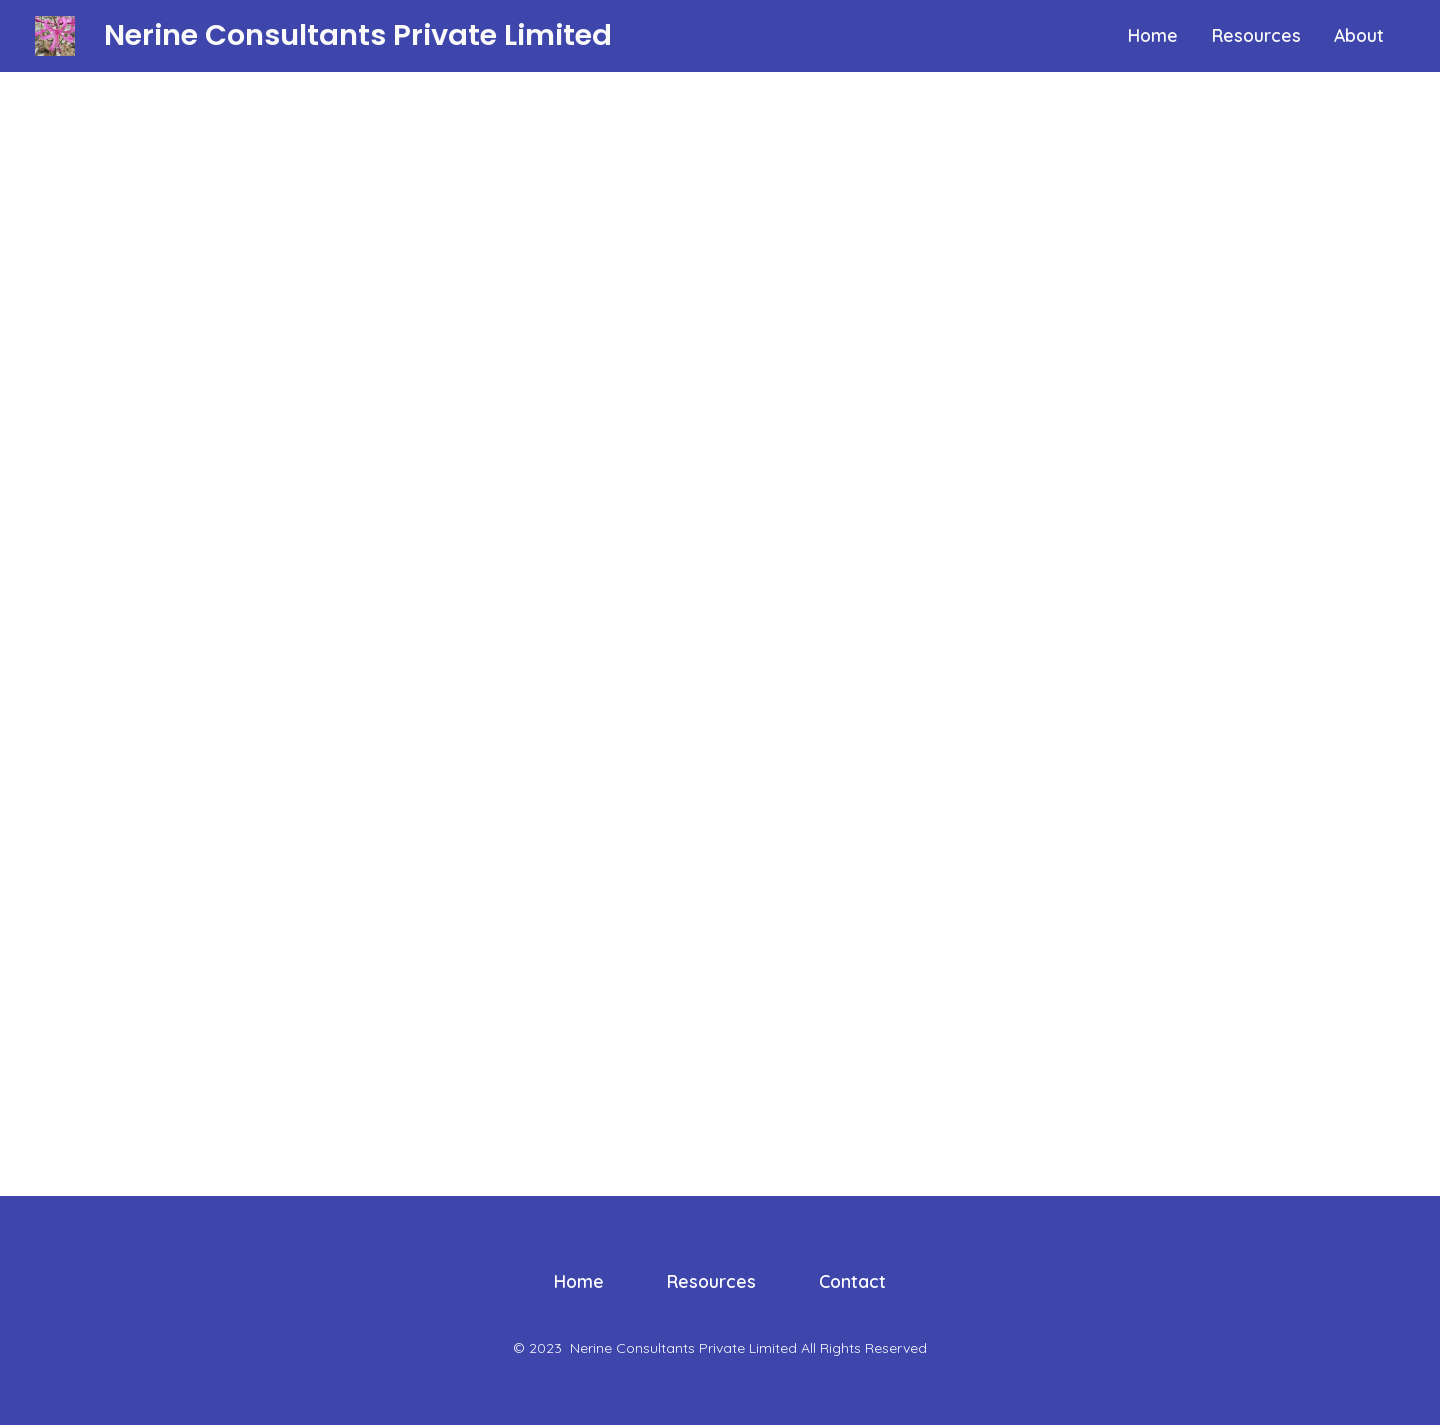 Nerine Consultants Private Limited
Home Resources About
Home Resources Contact
© 2023 Nerine Consultants Private Limited All Rights Reserved